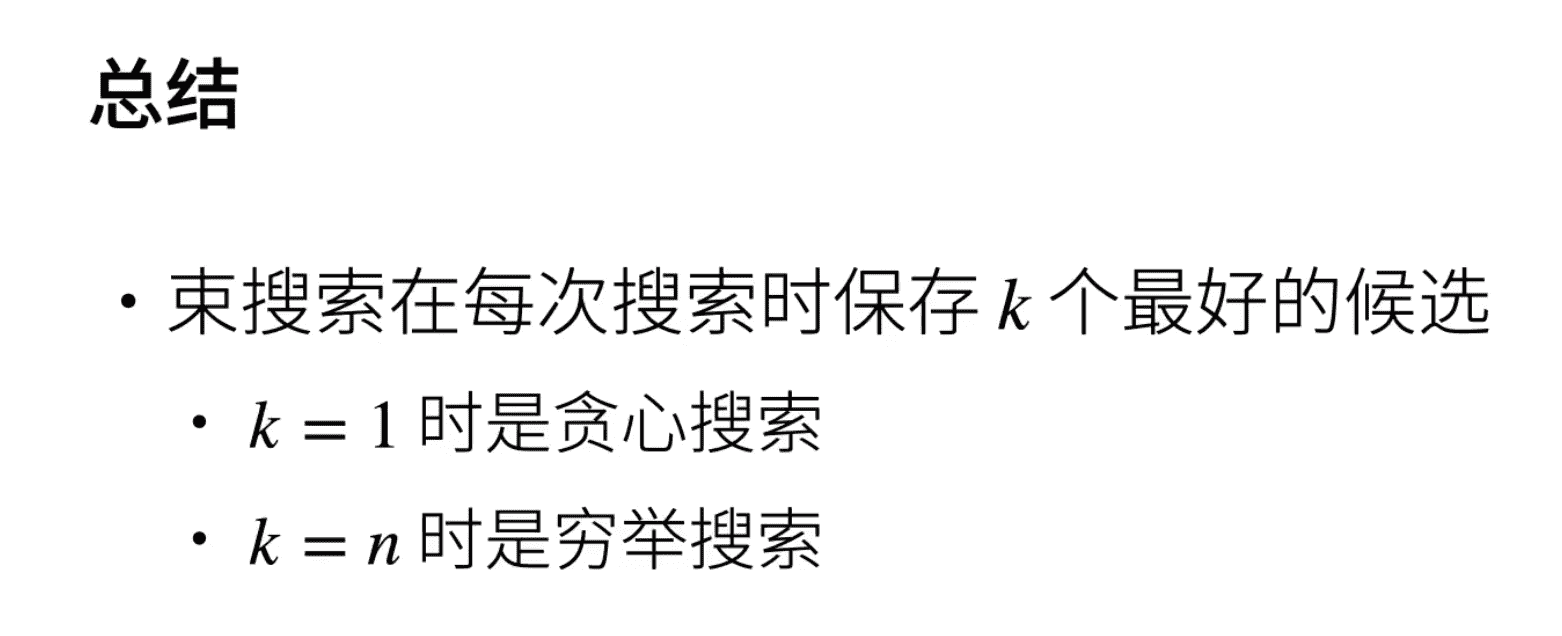 总结
• 束搜索在每次搜索时保存 k 个最好的候选
• k = 1 时是贪心搜索
• k = n 时是穷举搜索